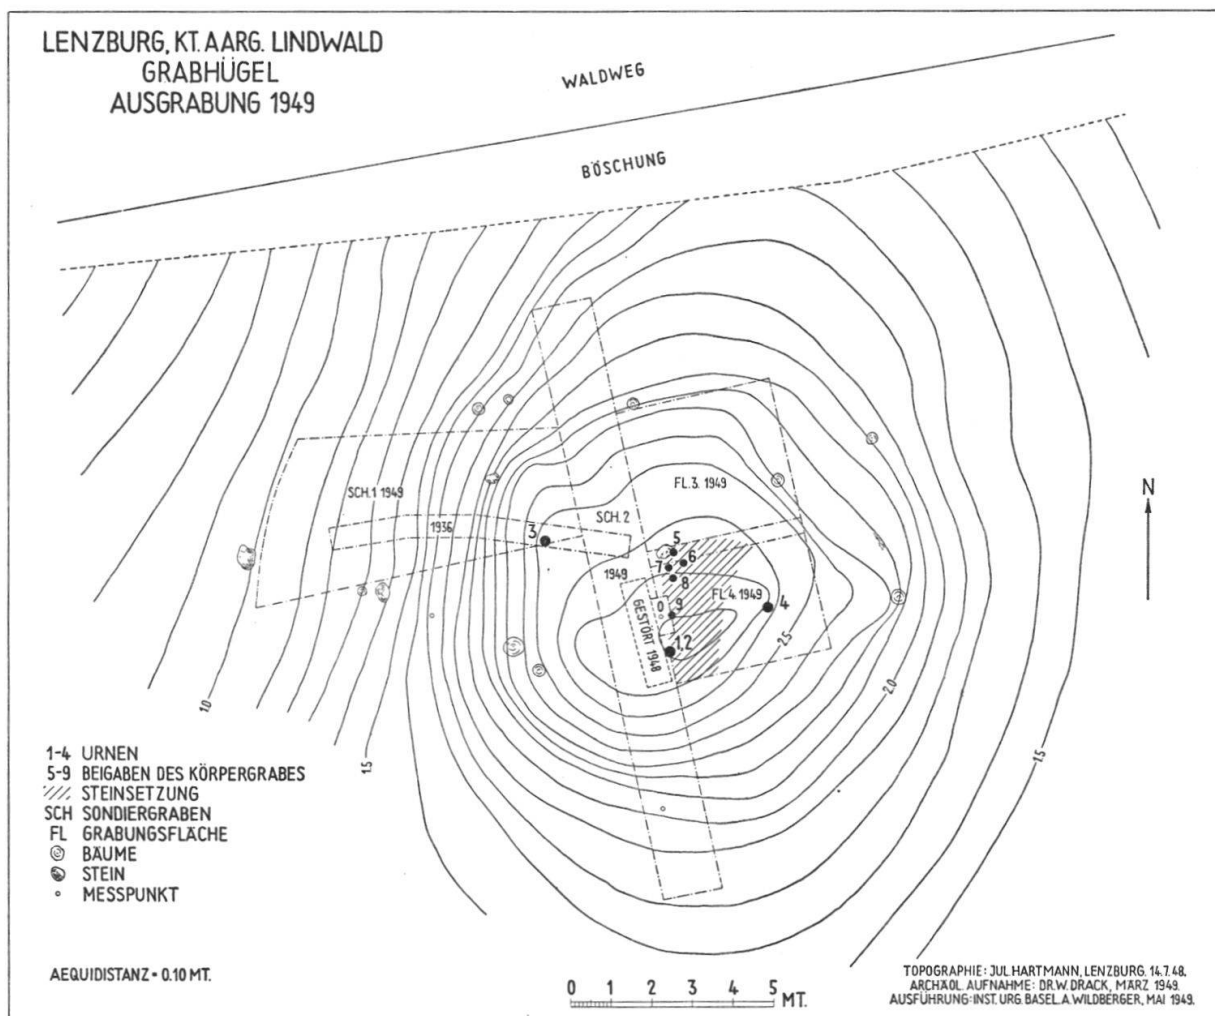 LENZBURG, KT. AARG. LINDWALD
GRABHÜGEL
AUSGRABUNG 1949
WALDWEG
BÖSCHUNG
N
FL. 3. 1949
SCH. 1 1949
SCH. 2
1936
3
5
6
7
8
1949
FL. 4. 1949
4
0
9
GESTÖRT 1948
1,2
2.5
2.0
1.0
1.5
1.5
1-4 URNEN
5-9 BEIGABEN DES KÖRPERGRABES
STEINSETZUNG
SCH SONDIERGRABEN
FL GRABUNGSFLÄCHE
BÄUME
STEIN
MESSPUNKT
AEQUIDISTANZ = 0.10 MT.
0 1 2 3 4 5
MT.
TOPOGRAPHIE: JUL. HARTMANN, LENZBURG. 14.7.48.
ARCHÄOL. AUFNAHME: DR. W. DRACK, MÄRZ 1949.
AUSFÜHRUNG: INST. URG. BASEL. A. WILDBERGER, MAI 1949.